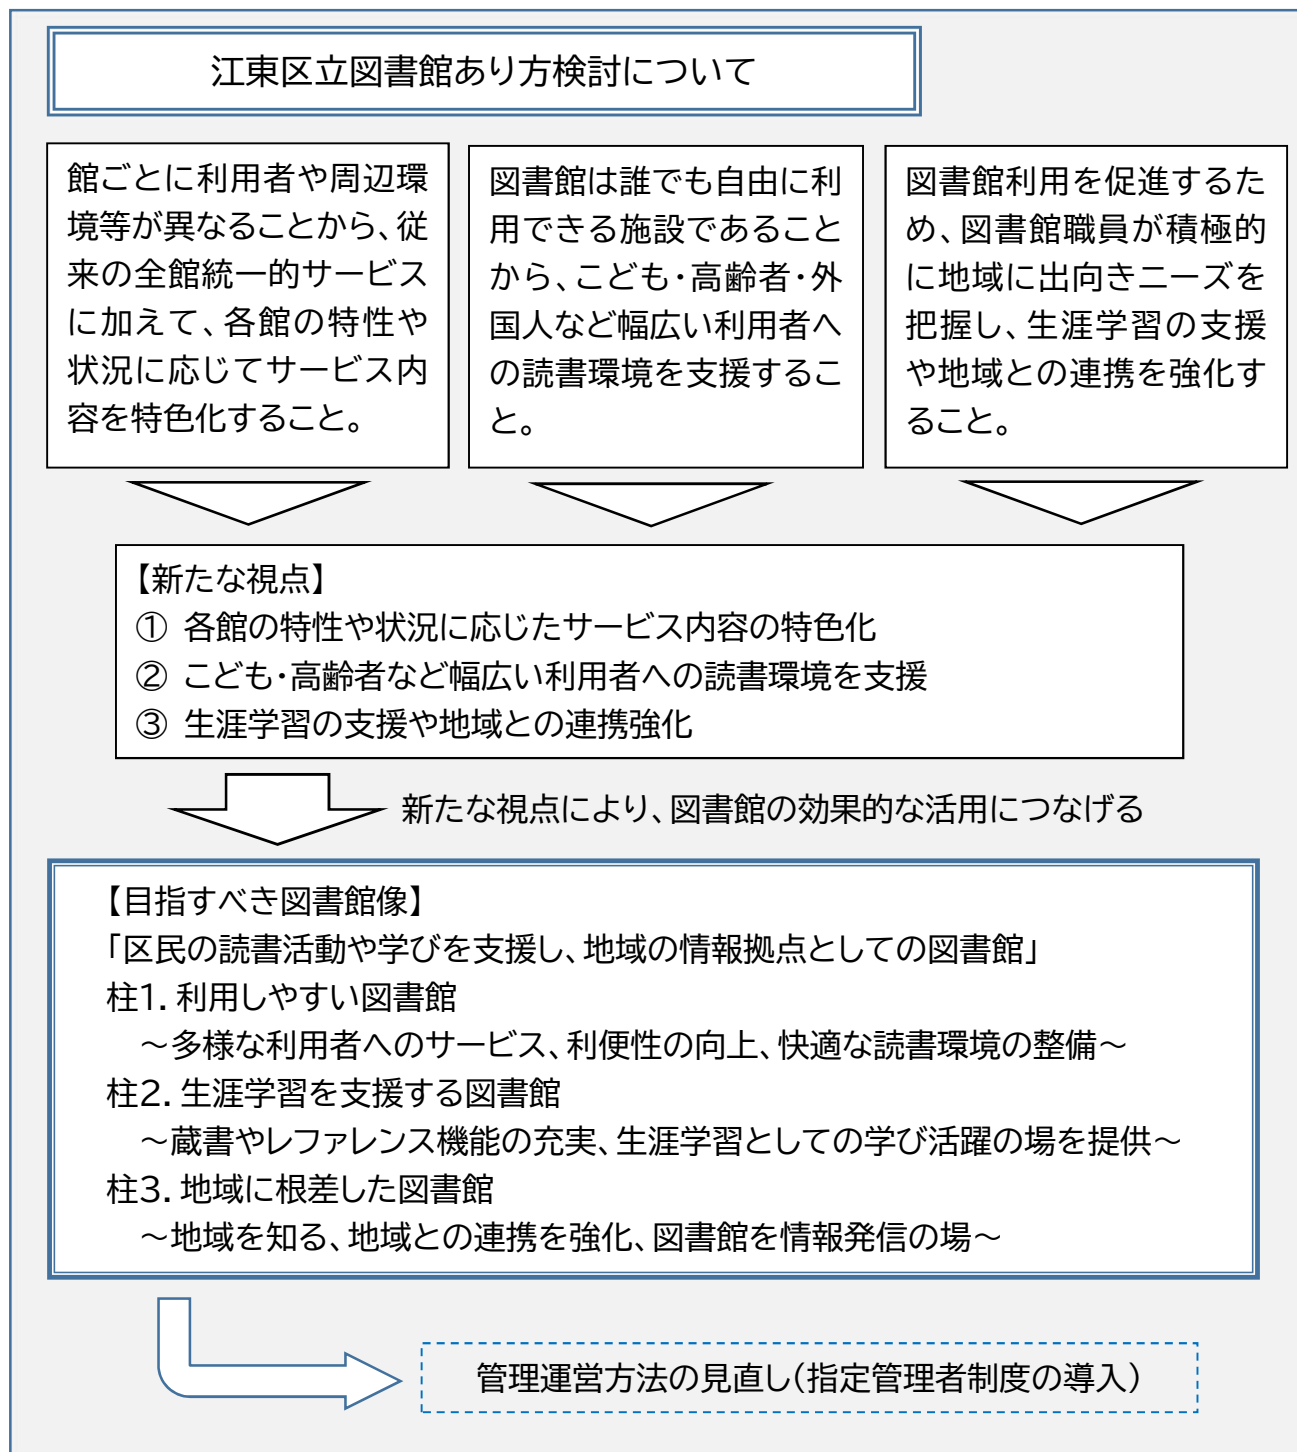 江東区立図書館あり方検討について
館ごとに利用者や周辺環
境等が異なることから、従
来の全館統一的サービス
に加えて、各館の特性や
状況に応じてサービス内
容を特色化すること。
図書館は誰でも自由に利
用できる施設であること
から、こども・高齢者・外
国人など幅広い利用者へ
の読書環境を支援するこ
と。
図書館利用を促進するた
め、図書館職員が積極的
に地域に出向きニーズを
把握し、生涯学習の支援
や地域との連携を強化す
ること。
【新たな視点】
① 各館の特性や状況に応じたサービス内容の特色化
② こども・高齢者など幅広い利用者への読書環境を支援
③ 生涯学習の支援や地域との連携強化
新たな視点により、図書館の効果的な活用につなげる
【目指すべき図書館像】
「区民の読書活動や学びを支援し、地域の情報拠点としての図書館」
柱1．利用しやすい図書館
～多様な利用者へのサービス、利便性の向上、快適な読書環境の整備～
柱2．生涯学習を支援する図書館
～蔵書やレファレンス機能の充実、生涯学習としての学び活躍の場を提供～
柱3．地域に根差した図書館
～地域を知る、地域との連携を強化、図書館を情報発信の場～
管理運営方法の見直し（指定管理者制度の導入）